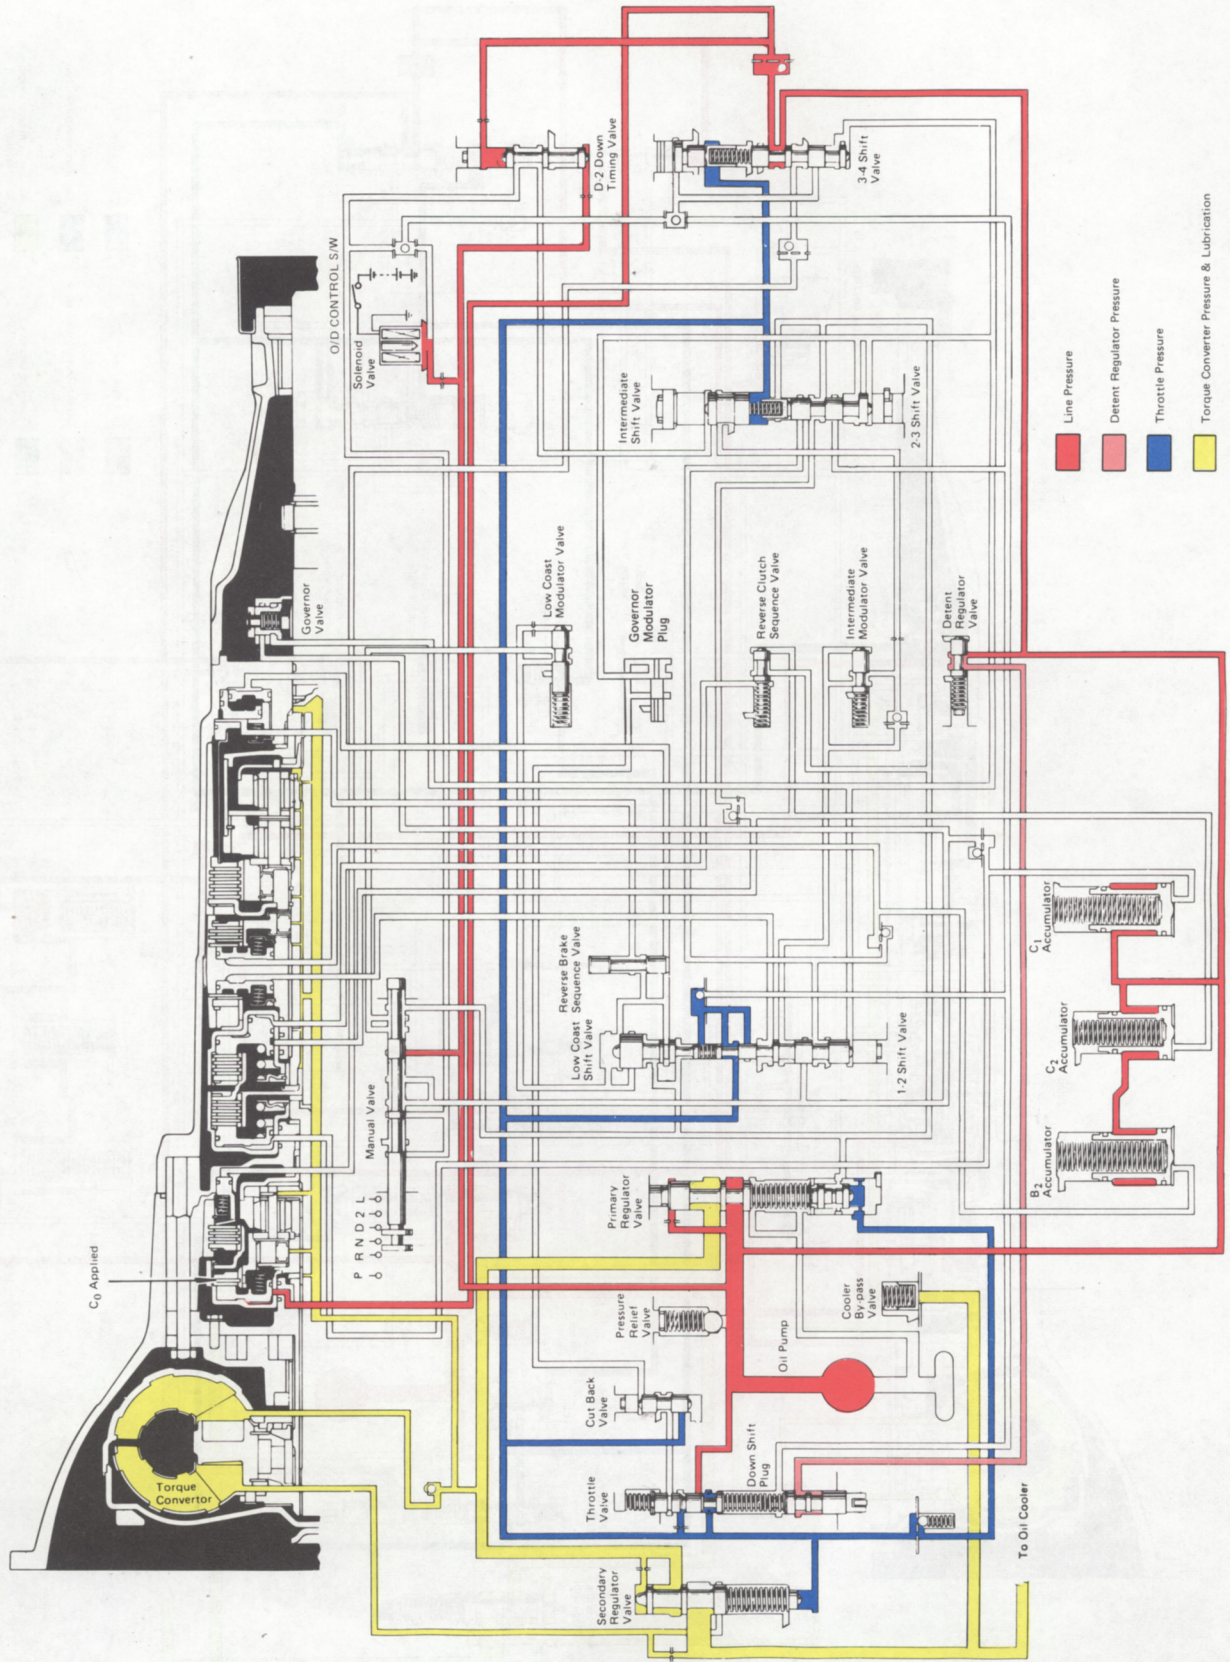 C0 Applied
Torque
Convertor
P R N D 2 L
Manual Valve
Governor
Valve
O/D CONTROL S/W
Solenoid
Valve
D-2 Down
Timing Valve
3-4 Shift
Valve
Intermediate
Shift Valve
2-3 Shift Valve
Low Coast
Modulator Valve
Governor
Modulator
Plug
Reverse Clutch
Sequence Valve
Intermediate
Modulator Valve
Detent
Regulator
Valve
Reverse Brake
Sequence Valve
Low Coast
Shift Valve
1-2 Shift Valve
Primary
Regulator
Valve
Pressure
Relief
Valve
Cooler
By-pass
Valve
Oil Pump
Cut Back
Valve
Throttle
Valve
Down Shift
Plug
Secondary
Regulator
Valve
To Oil Cooler
B2
Accumulator
C2
Accumulator
C1
Accumulator
Line Pressure
Detent Regulator Pressure
Throttle Pressure
Torque Converter Pressure & Lubrication